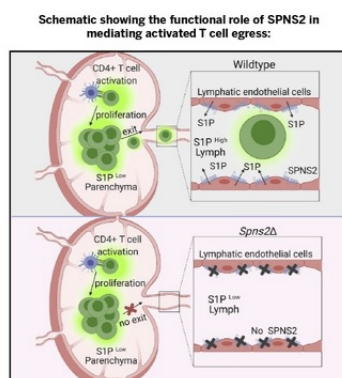 Schematic showing the functional role of SPNS2 in
mediating activated T cell egress:
CD4+ T cell
activation
proliferation
exit
S1P Low
Parenchyma
Wildtype
Lymphatic endothelial cells
S1P
S1P
S1P High
Lymph
S1P
S1P
SPNS2
CD4+ T cell
activation
proliferation
no exit
S1P Low
Parenchyma
Spns2Δ
Lymphatic endothelial cells
S1P Low
Lymph
No SPNS2